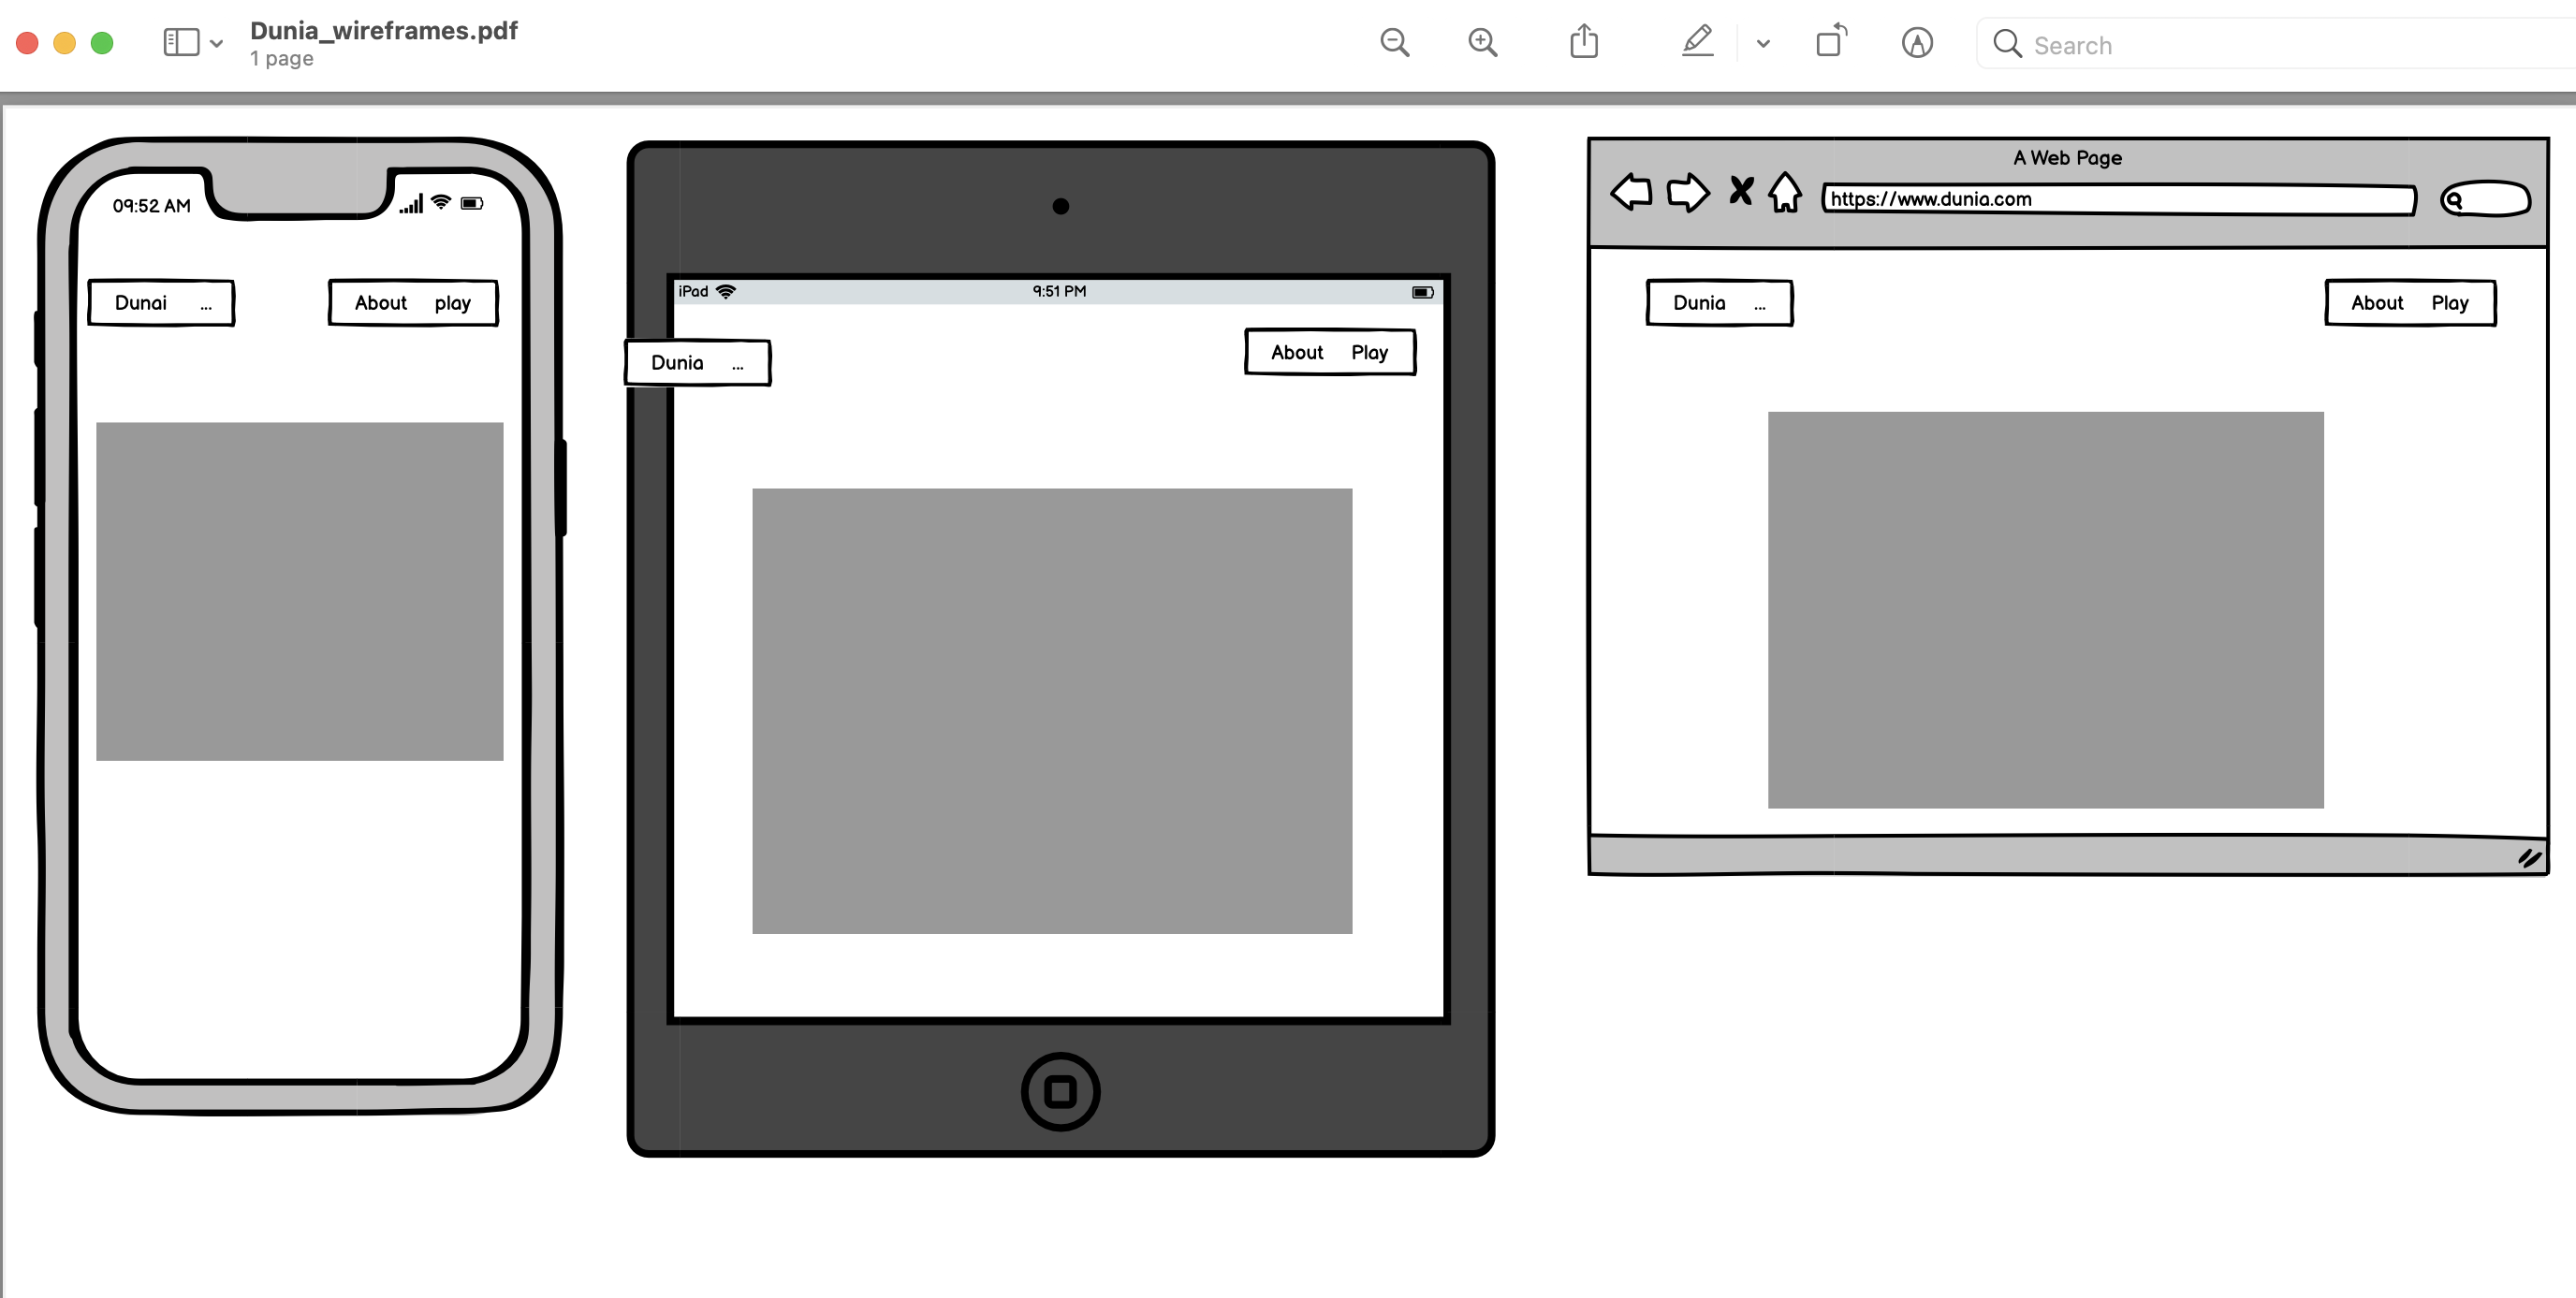 Dunia_wireframes.pdf
1 page
Search
09:52 AM
Dunai ...
About play
iPad
9:51 PM
Dunia ...
About Play
A Web Page
https://www.dunia.com
Dunia ...
About Play